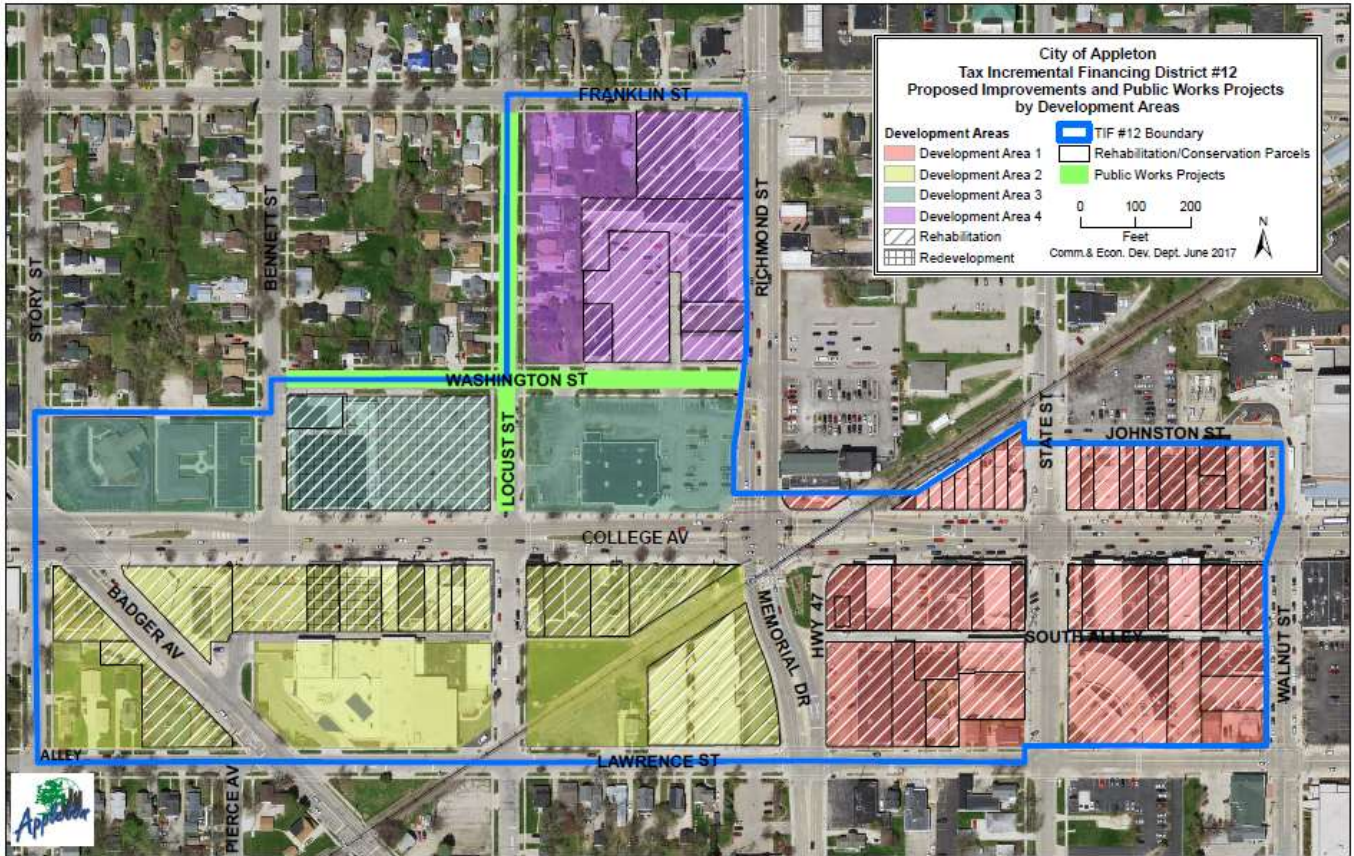 City of Appleton
Tax Incremental Financing District #12
Proposed Improvements and Public Works Projects
by Development Areas
Development Areas
Development Area 1
Development Area 2
Development Area 3
Development Area 4
Rehabilitation
Redevelopment
TIF #12 Boundary
Rehabilitation/Conservation Parcels
Public Works Projects
0 100 200
Feet
N
Comm.& Econ. Dev. Dept. June 2017
FRANKLIN ST
RICHMOND ST
BENNETT ST
STORY ST
WASHINGTON ST
LOCUST ST
STATE ST
JOHNSTON ST
COLLEGE AV
BADGER AV
MEMORIAL DR
HWY 47
SOUTH ALLEY
WALNUT ST
ALLEY
LAWRENCE ST
PIERCE AV
Appleton